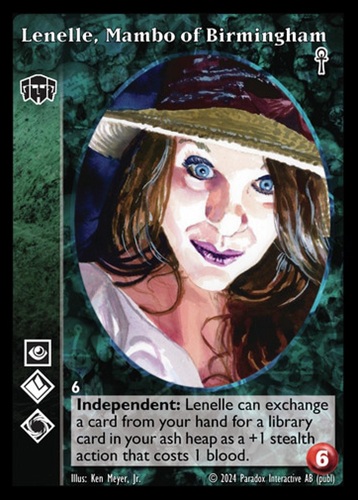 Lenelle, Mambo of Birmingham
6
Independent: Lenelle can exchange
a card from your hand for a library
card in your ash heap as a +1 stealth
action that costs 1 blood.
6
Illus: Ken Meyer, Jr.
© 2024 Paradox Interactive AB (publ)